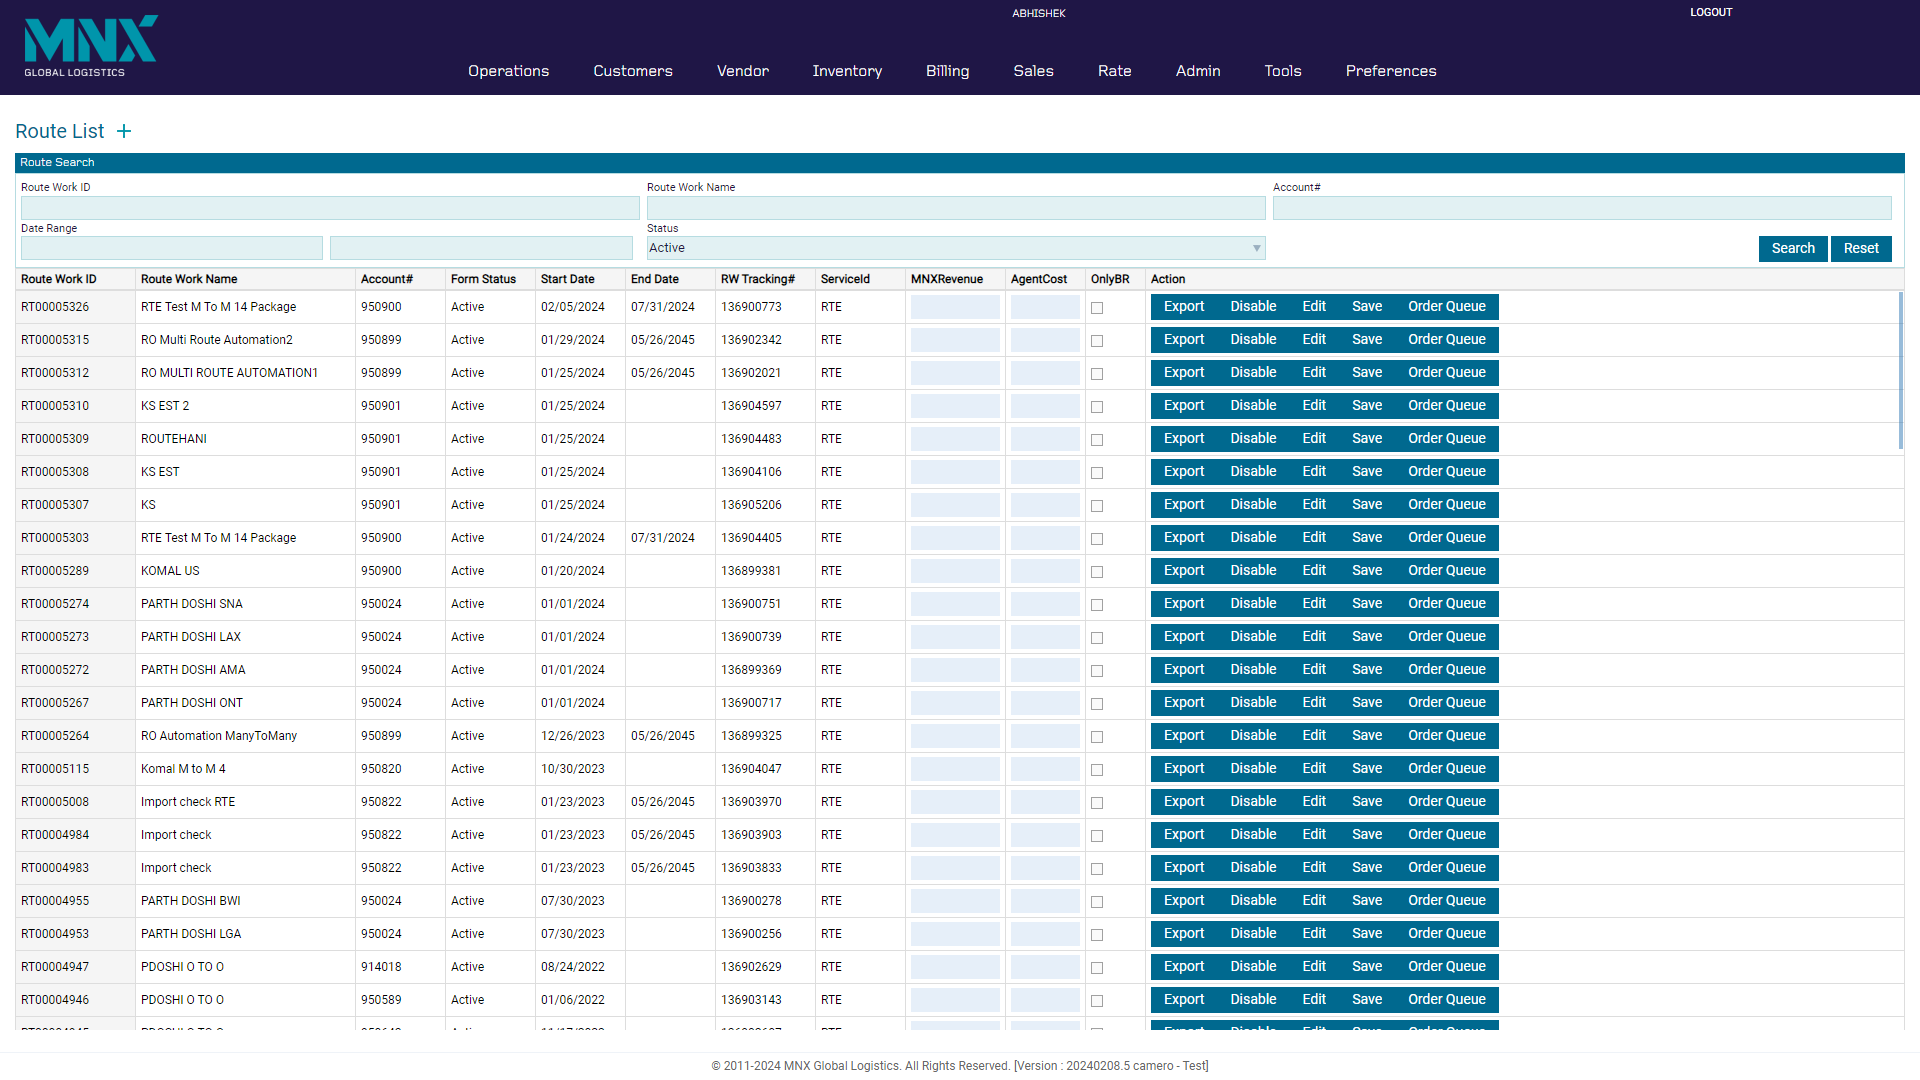 MNX
GLOBAL LOGISTICS
ABHISHEK
LOGOUT
Operations Customers Vendor Inventory Billing Sales Rate Admin Tools Preferences
Route List +
Route Search
Route Work ID Route Work Name Account#
Date Range Status
Active
Search Reset
Route Work ID Route Work Name Account# Form Status Start Date End Date RW Tracking# ServiceId MNXRevenue AgentCost OnlyBR Action
RT00005326 RTE Test M To M 14 Package 950900 Active 02/05/2024 07/31/2024 136900773 RTE Export Disable Edit Save Order Queue
RT00005315 RO Multi Route Automation2 950899 Active 01/29/2024 05/26/2045 136902342 RTE Export Disable Edit Save Order Queue
RT00005312 RO MULTI ROUTE AUTOMATION1 950899 Active 01/25/2024 05/26/2045 136902021 RTE Export Disable Edit Save Order Queue
RT00005310 KS EST 2 950901 Active 01/25/2024 136904597 RTE Export Disable Edit Save Order Queue
RT00005309 ROUTEHANI 950901 Active 01/25/2024 136904483 RTE Export Disable Edit Save Order Queue
RT00005308 KS EST 950901 Active 01/25/2024 136904106 RTE Export Disable Edit Save Order Queue
RT00005307 KS 950901 Active 01/25/2024 136905206 RTE Export Disable Edit Save Order Queue
RT00005303 RTE Test M To M 14 Package 950900 Active 01/24/2024 07/31/2024 136904405 RTE Export Disable Edit Save Order Queue
RT00005289 KOMAL US 950900 Active 01/20/2024 136899381 RTE Export Disable Edit Save Order Queue
RT00005274 PARTH DOSHI SNA 950024 Active 01/01/2024 136900751 RTE Export Disable Edit Save Order Queue
RT00005273 PARTH DOSHI LAX 950024 Active 01/01/2024 136900739 RTE Export Disable Edit Save Order Queue
RT00005272 PARTH DOSHI AMA 950024 Active 01/01/2024 136899369 RTE Export Disable Edit Save Order Queue
RT00005267 PARTH DOSHI ONT 950024 Active 01/01/2024 136900717 RTE Export Disable Edit Save Order Queue
RT00005264 RO Automation ManyToMany 950899 Active 12/26/2023 05/26/2045 136899325 RTE Export Disable Edit Save Order Queue
RT00005115 Komal M to M 4 950820 Active 10/30/2023 136904047 RTE Export Disable Edit Save Order Queue
RT00005008 Import check RTE 950822 Active 01/23/2023 05/26/2045 136903970 RTE Export Disable Edit Save Order Queue
RT00004984 Import check 950822 Active 01/23/2023 05/26/2045 136903903 RTE Export Disable Edit Save Order Queue
RT00004983 Import check 950822 Active 01/23/2023 05/26/2045 136903833 RTE Export Disable Edit Save Order Queue
RT00004955 PARTH DOSHI BWI 950024 Active 07/30/2023 136900278 RTE Export Disable Edit Save Order Queue
RT00004953 PARTH DOSHI LGA 950024 Active 07/30/2023 136900256 RTE Export Disable Edit Save Order Queue
RT00004947 PDOSHI O TO O 914018 Active 08/24/2022 136902629 RTE Export Disable Edit Save Order Queue
RT00004946 PDOSHI O TO O 950589 Active 01/06/2022 136903143 RTE Export Disable Edit Save Order Queue
© 2011-2024 MNX Global Logistics. All Rights Reserved. [Version : 20240208.5 camero - Test]